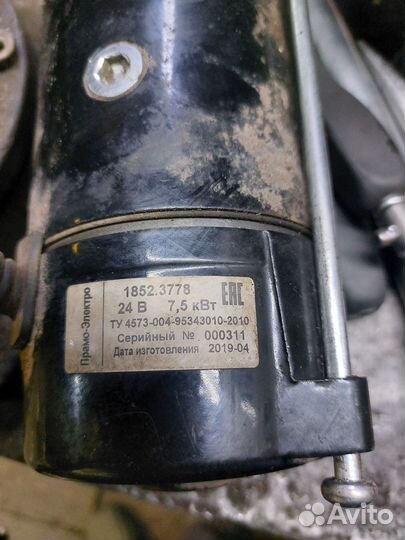 Прамо-Электро
1852.3778
24 В 7,5 кВт
EAC
ТУ 4573-004-95343010-2010
Серийный № 000311
Дата изготовления 2019-04
Avito